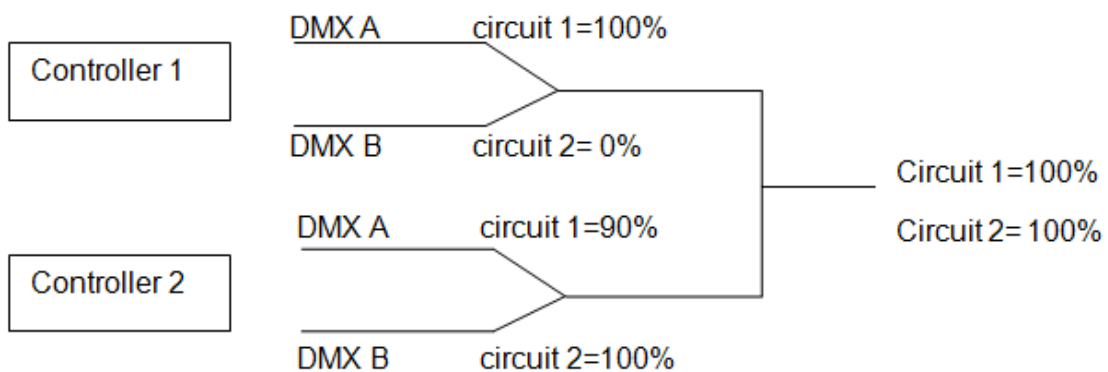 DMX A circuit 1=100%
Controller 1
DMX B circuit 2= 0%
Circuit 1=100%
DMX A circuit 1=90%
Circuit 2= 100%
Controller 2
DMX B circuit 2=100%